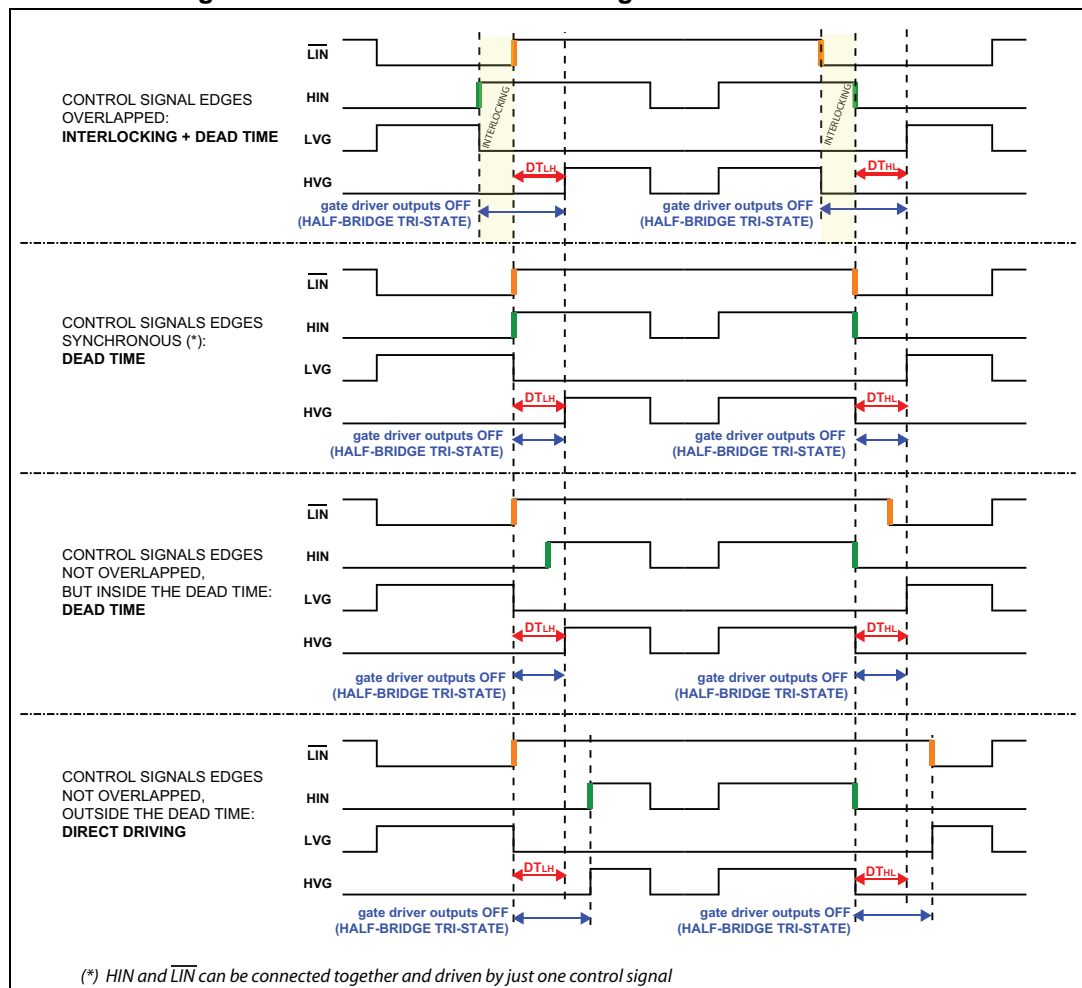 LIN
CONTROL SIGNAL EDGES
OVERLAPPED:
INTERLOCKING + DEAD TIME
HIN
INTERLOCKING
INTERLOCKING
LVG
HVG
DTLH
DTHL
gate driver outputs OFF
(HALF-BRIDGE TRI-STATE)
gate driver outputs OFF
(HALF-BRIDGE TRI-STATE)
LIN
CONTROL SIGNALS EDGES
SYNCHRONOUS (*):
DEAD TIME
HIN
LVG
HVG
DTLH
DTHL
gate driver outputs OFF
(HALF-BRIDGE TRI-STATE)
gate driver outputs OFF
(HALF-BRIDGE TRI-STATE)
LIN
CONTROL SIGNALS EDGES
NOT OVERLAPPED,
BUT INSIDE THE DEAD TIME:
DEAD TIME
HIN
LVG
HVG
DTLH
DTHL
gate driver outputs OFF
(HALF-BRIDGE TRI-STATE)
gate driver outputs OFF
(HALF-BRIDGE TRI-STATE)
LIN
CONTROL SIGNALS EDGES
NOT OVERLAPPED,
OUTSIDE THE DEAD TIME:
DIRECT DRIVING
HIN
LVG
HVG
DTLH
DTHL
gate driver outputs OFF
(HALF-BRIDGE TRI-STATE)
gate driver outputs OFF
(HALF-BRIDGE TRI-STATE)
(*) HIN and LIN can be connected together and driven by just one control signal